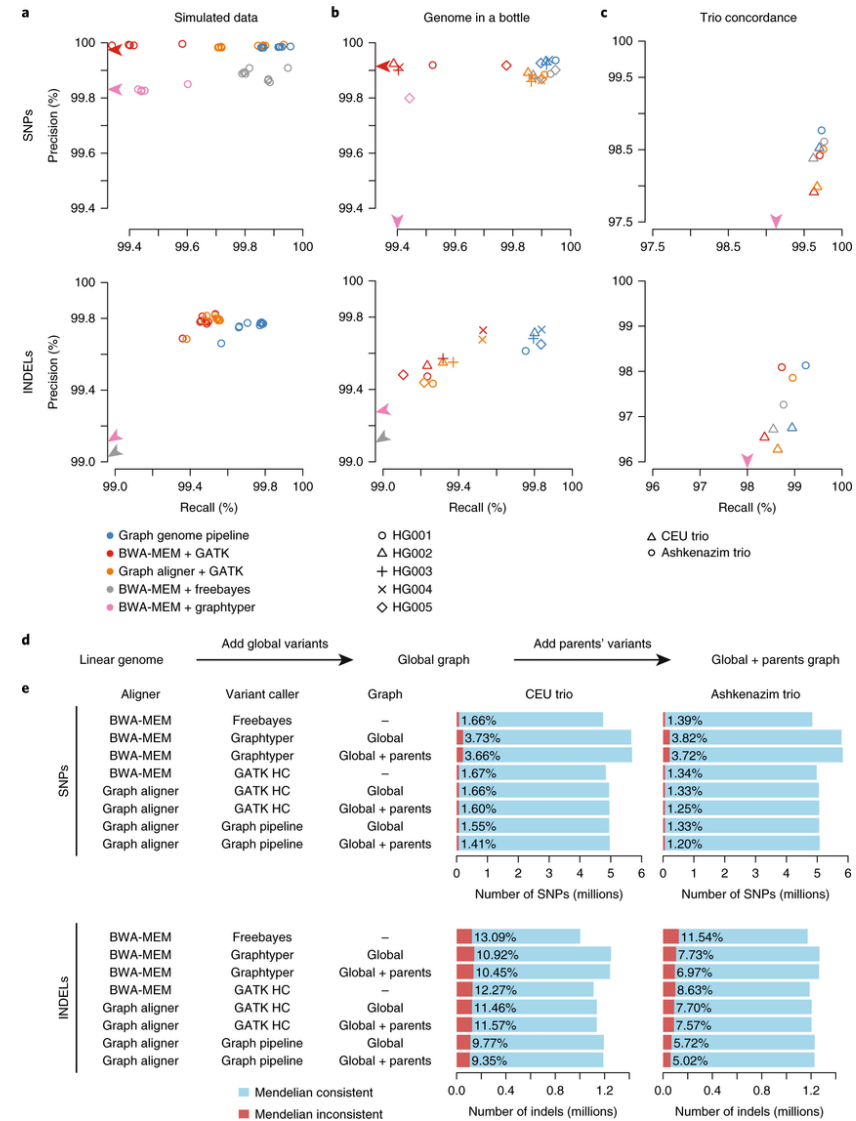 a Simulated data b Genome in a bottle c Trio concordance
SNPs
Precision (%)
100
99.8
99.6
99.4
99.4 99.6 99.8 100
100
99.8
99.6
99.4
99.4 99.6 99.8 100
100
99.5
98.5
97.5
97.5 98.5 99.5 100
INDELs
Precision (%)
100
99.8
99.4
99.0
99.0 99.4 99.8 100
Recall (%)
100
99.8
99.4
99.0
99.0 99.4 99.8 100
Recall (%)
100
99
98
97
96
96 97 98 99 100
Recall (%)
Graph genome pipeline
BWA-MEM + GATK
Graph aligner + GATK
BWA-MEM + freebayes
BWA-MEM + graphtyper
HG001
HG002
HG003
HG004
HG005
CEU trio
Ashkenazim trio
d
Linear genome Add global variants Global graph Add parents' variants Global + parents graph
e
Aligner Variant caller Graph CEU trio Ashkenazim trio
SNPs
BWA-MEM Freebayes – 1.66% 1.39%
BWA-MEM Graphtyper Global 3.73% 3.82%
BWA-MEM Graphtyper Global + parents 3.66% 3.72%
BWA-MEM GATK HC – 1.67% 1.34%
Graph aligner GATK HC Global 1.66% 1.33%
Graph aligner GATK HC Global + parents 1.60% 1.25%
Graph aligner Graph pipeline Global 1.55% 1.33%
Graph aligner Graph pipeline Global + parents 1.41% 1.20%
0 1 2 3 4 5 6 0 1 2 3 4 5 6
Number of SNPs (millions) Number of SNPs (millions)
INDELs
BWA-MEM Freebayes – 13.09% 11.54%
BWA-MEM Graphtyper Global 10.92% 7.73%
BWA-MEM Graphtyper Global + parents 10.45% 6.97%
BWA-MEM GATK HC – 12.27% 8.63%
Graph aligner GATK HC Global 11.46% 7.70%
Graph aligner GATK HC Global + parents 11.57% 7.57%
Graph aligner Graph pipeline Global 9.77% 5.72%
Graph aligner Graph pipeline Global + parents 9.35% 5.02%
0.0 0.4 0.8 1.2 0.0 0.4 0.8 1.2
Number of indels (millions) Number of indels (millions)
Mendelian consistent
Mendelian inconsistent